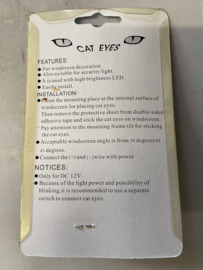 CAT EYES
FEATURES:
● For windscreen decoration.
● Also suitable for security light.
● It is used with high brightness LED.
● Easily install.
INSTALLATION:
● Clean the mounting place at the internal surface of
windscreen for placing cat eyes.
Then remove the protective sheet from double-sided
adhesive tape and stick the cat eyes on windscreen.
Pay attention to the mounting frame tilt for sticking
the cat eyes.
● Acceptable windscreen angle is from 30 degrees to
45 degrees.
● Connect the (+) and (-) wire with power.
NOTICES:
● Only for DC 12V.
● Because of the light power and possibility of
blinking, it is recommended to use a separate
switch to connect cat eyes.